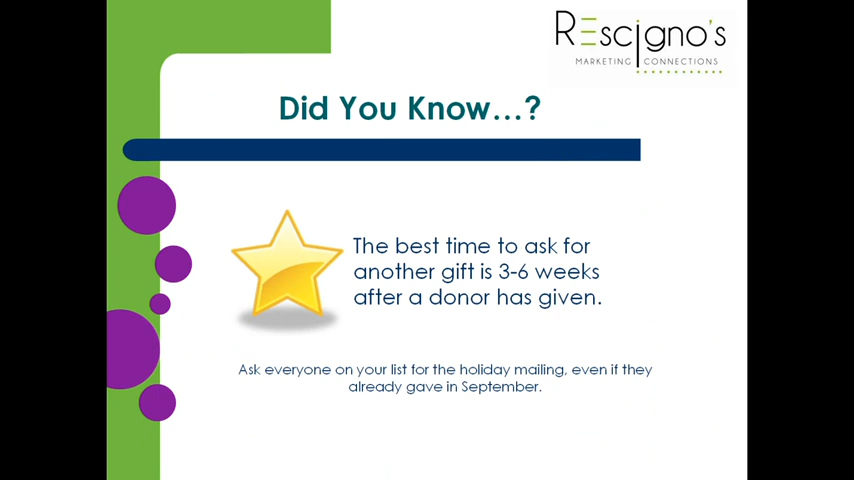 REscigno's
MARKETING CONNECTIONS
Did You Know...?
The best time to ask for
another gift is 3-6 weeks
after a donor has given.
Ask everyone on your list for the holiday mailing, even if they
already gave in September.